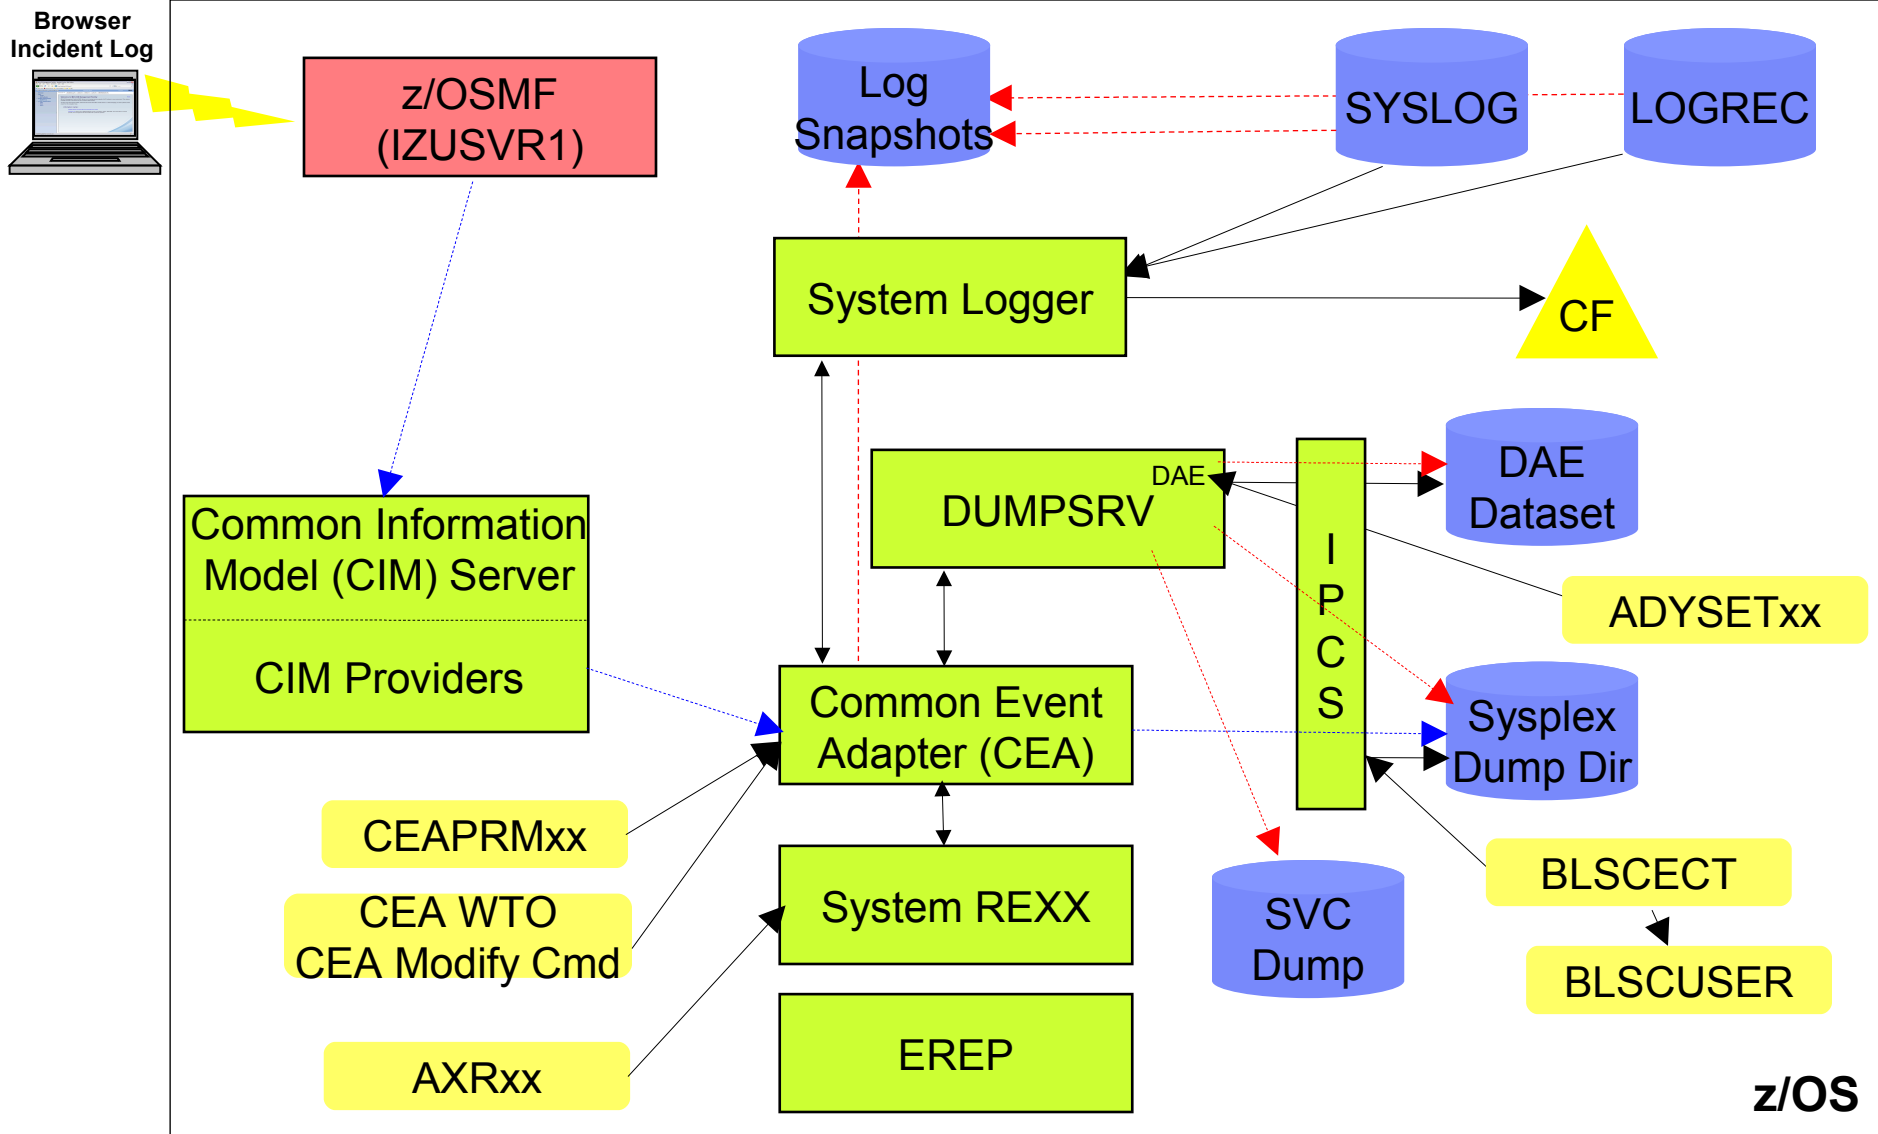 Browser
Incident Log
z/OSMF
(IZUSVR1)
Log
Snapshots
SYSLOG
LOGREC
System Logger
CF
DAE
DUMPSRV
I
P
C
S
DAE
Dataset
ADYSETxx
Common Information
Model (CIM) Server
CIM Providers
Common Event
Adapter (CEA)
Sysplex
Dump Dir
CEAPRMxx
CEA WTO
CEA Modify Cmd
System REXX
SVC
Dump
BLSCECT
BLSCUSER
AXRxx
EREP
z/OS